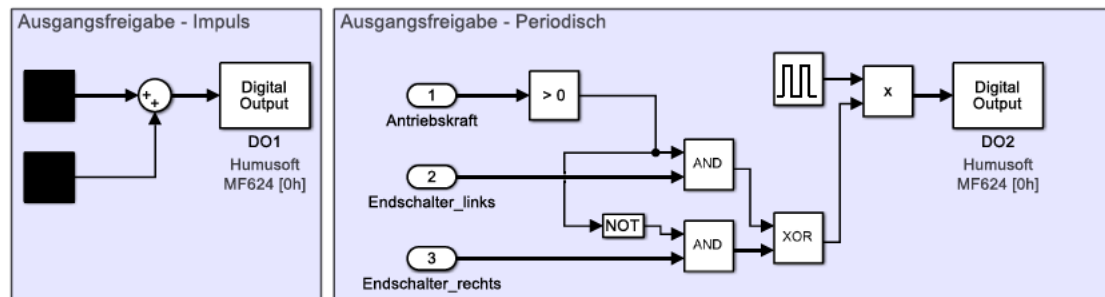 Ausgangsfreigabe - Impuls
Digital
Output
DO1
Humusoft
MF624 [0h]
Ausgangsfreigabe - Periodisch
1
Antriebskraft
> 0
2
Endschalter_links
3
Endschalter_rechts
NOT
AND
AND
XOR
x
Digital
Output
DO2
Humusoft
MF624 [0h]